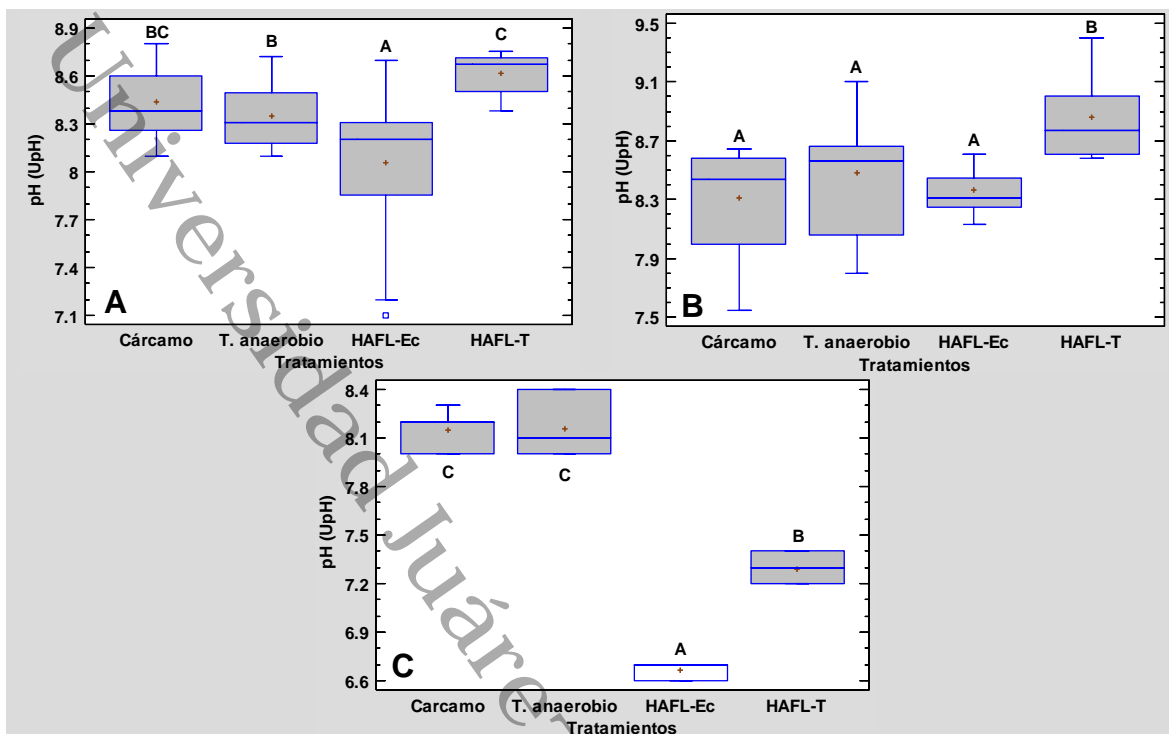 BC
B
A
C
8.9
8.6
8.3
8
7.7
7.4
7.1
pH (UpH)
A
Cárcamo T. anaerobio HAFL-Ec HAFL-T
Tratamientos
A
A
A
B
9.5
9.1
8.7
8.3
7.9
7.5
pH (UpH)
B
Cárcamo T. anaerobio HAFL-Ec HAFL-T
Tratamientos
C
C
A
B
8.4
8.1
7.8
7.5
7.2
6.9
6.6
pH (UpH)
C
Carcamo T. anaerobio HAFL-Ec HAFL-T
Tratamientos
Universidad Juáre